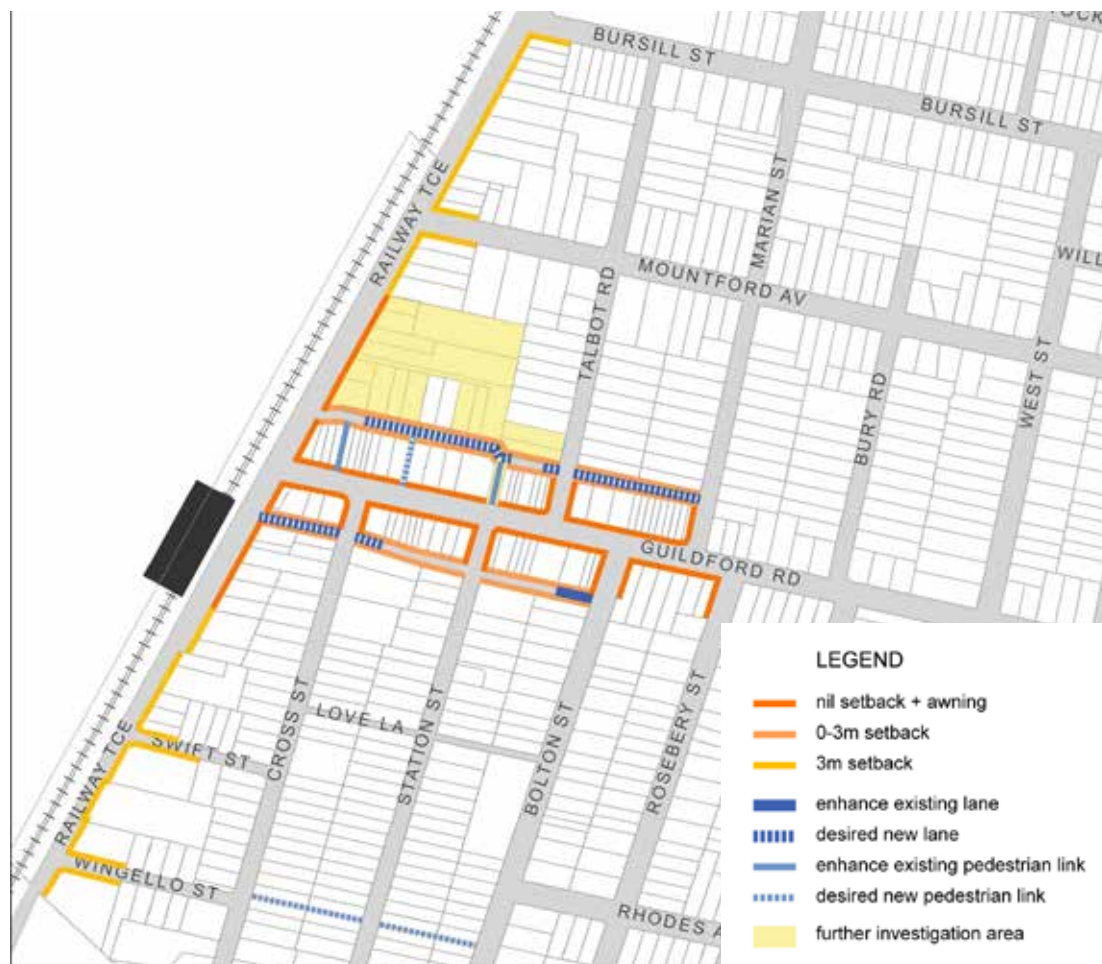 BURSILL ST
BURSILL ST
RAILWAY TCE
MARIAN ST
MOUNTFORD AV
TALBOT RD
WEST ST
BURY RD
GUILDFORD RD
CROSS ST
LOVE LA
STATION ST
BOLTON ST
ROSEBERY ST
SWIFT ST
RAILWAY TCE
WINGELLO ST
RHODES A
WILL
LEGEND
nil setback + awning
0-3m setback
3m setback
enhance existing lane
desired new lane
enhance existing pedestrian link
desired new pedestrian link
further investigation area